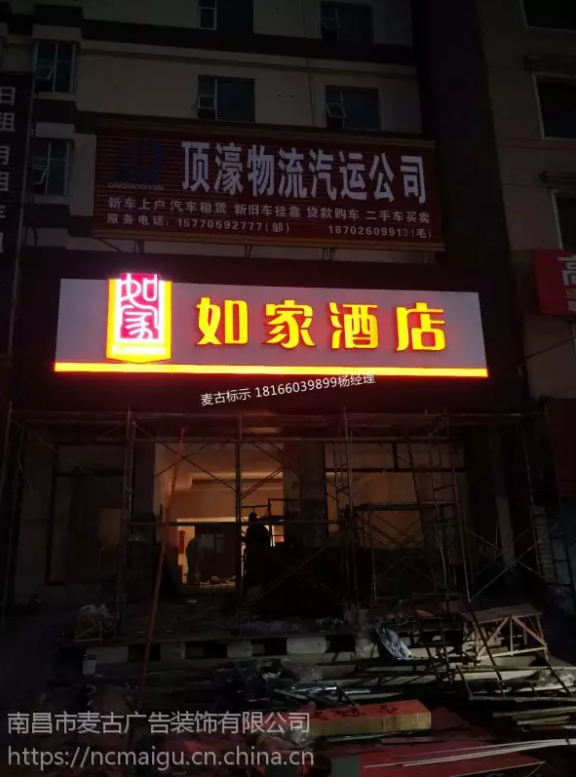 顶濠物流汽运公司
新车上户 汽车租赁 新旧车挂靠 贷款购车 二手车买卖
服务电话：15770592777(邹) 18702609913(毛)
如家
如家酒店
麦古标示 18166039899杨经理
南昌市麦古广告装饰有限公司
https://ncmaigu.cn.china.cn